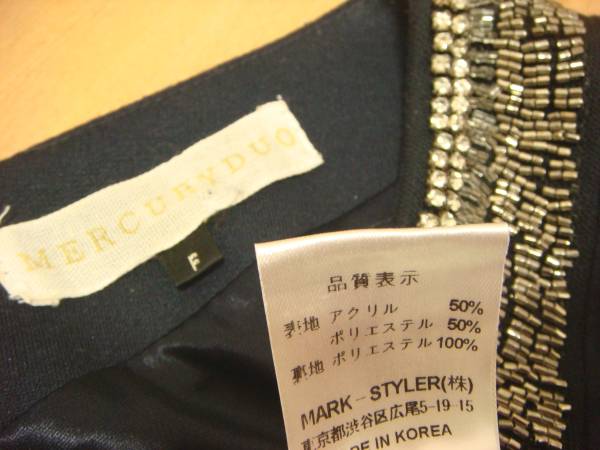 MERCURYDUO
F
品質表示
表地 アクリル 50%
ポリエステル 50%
裏地 ポリエステル 100%
MARK-STYLER(株)
東京都渋谷区広尾5-19-15
MADE IN KOREA